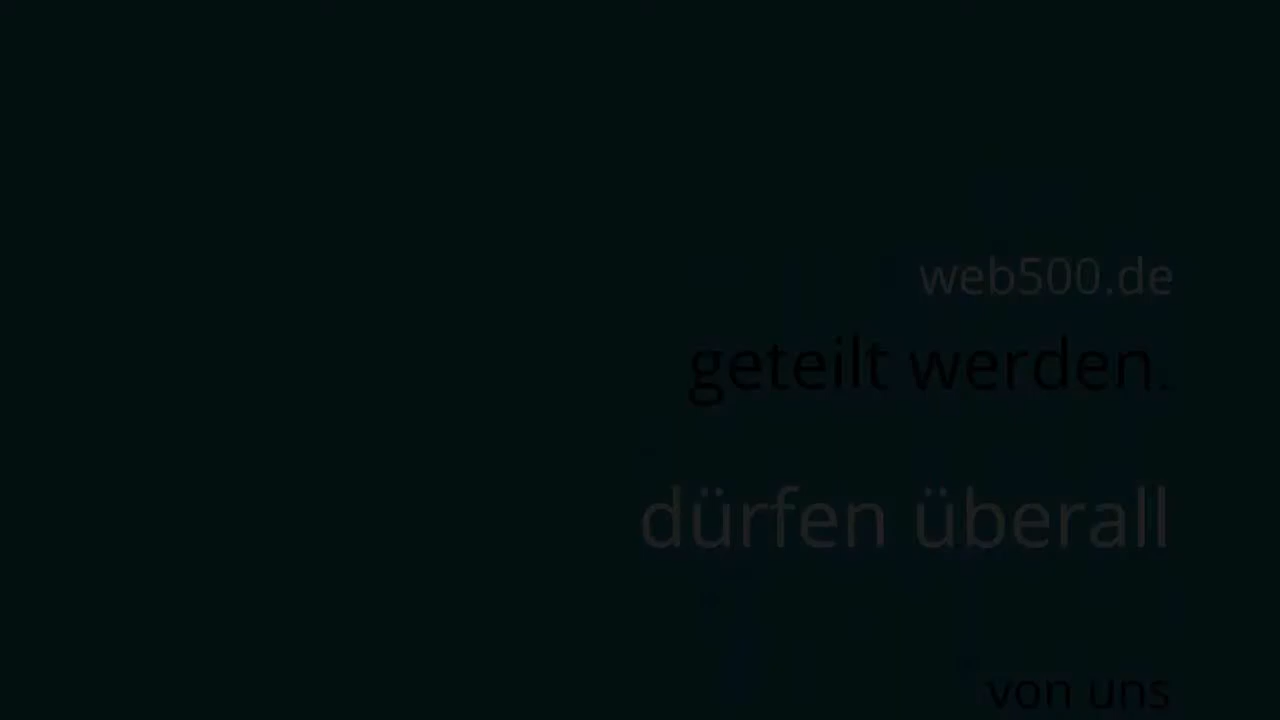 web500.de
geteilt werden.
dürfen überall
von uns